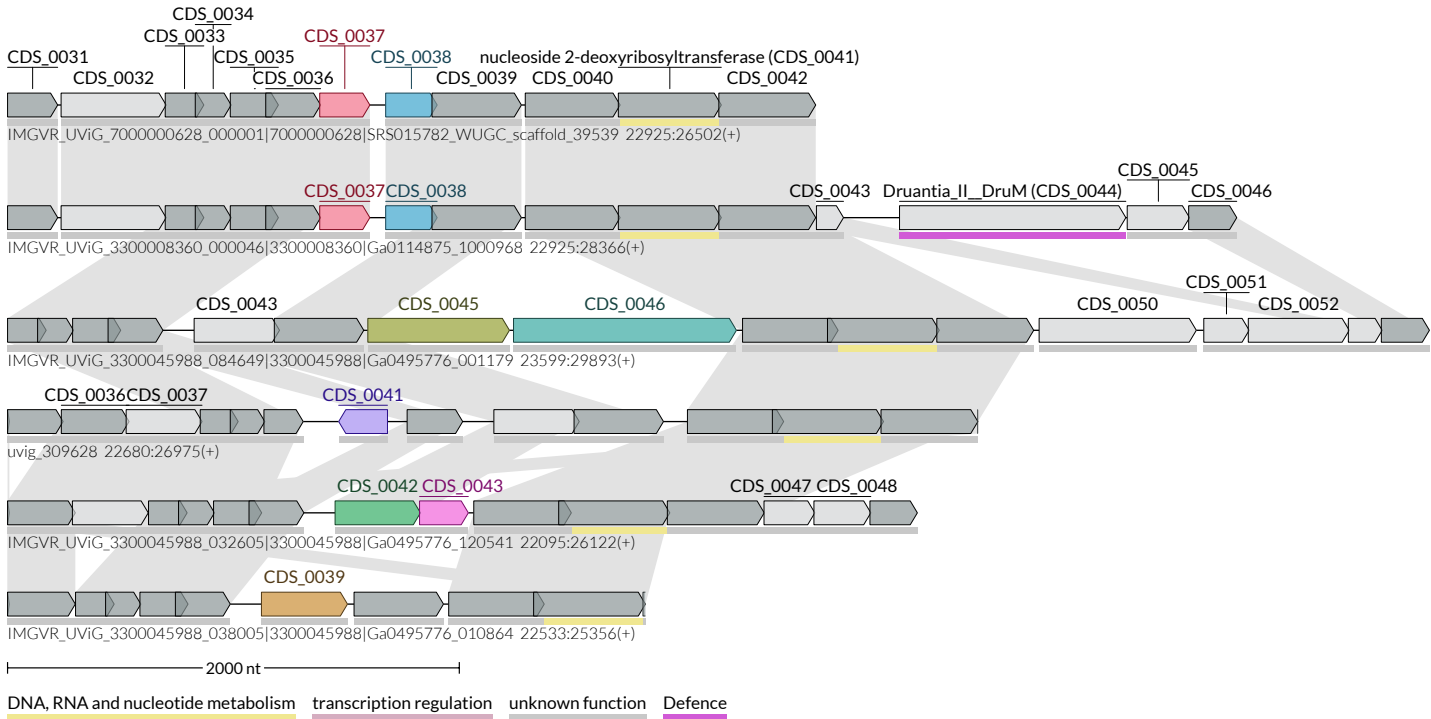 CDS_0034
CDS_0033 CDS_0037
CDS_0031 CDS_0035 CDS_0038 nucleoside 2-deoxyribosyltransferase (CDS_0041)
CDS_0032 CDS_0036 CDS_0039 CDS_0040 CDS_0042
IMGVR_UViG_7000000628_000001|7000000628|SRS015782_WUGC_scaffold_39539 22925:26502(+)
CDS_0045
CDS_0037 CDS_0038 CDS_0043 Druantia_II__DruM (CDS_0044) CDS_0046
IMGVR_UViG_3300008360_000046|3300008360|Ga0114875_1000968 22925:28366(+)
CDS_0051
CDS_0043 CDS_0045 CDS_0046 CDS_0050 CDS_0052
IMGVR_UViG_3300045988_084649|3300045988|Ga0495776_001179 23599:29893(+)
CDS_0036 CDS_0037 CDS_0041
uvig_309628 22680:26975(+)
CDS_0042 CDS_0043 CDS_0047 CDS_0048
IMGVR_UViG_3300045988_032605|3300045988|Ga0495776_120541 22095:26122(+)
CDS_0039
IMGVR_UViG_3300045988_038005|3300045988|Ga0495776_010864 22533:25356(+)
2000 nt
DNA, RNA and nucleotide metabolism transcription regulation unknown function Defence